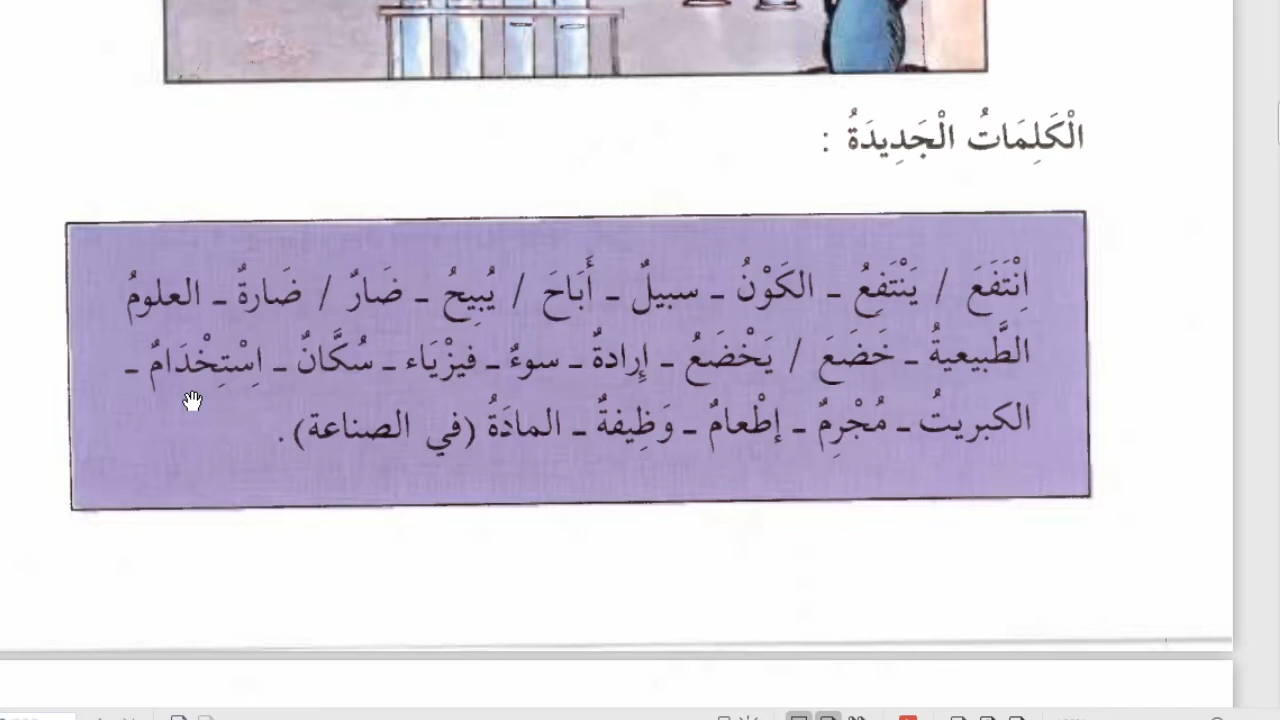 الْكَلِمَاتُ الْجَدِيدَةُ :
اِنْتَفَعَ / يَنْتَفِعُ ـ الكَوْنُ ـ سبيلٌ ـ أَبَاحَ / يُبِيحُ ـ ضَارٌ / ضَارةٌ ـ العلومُ
الطَّبيعيةُ ـ خَضَعَ / يَخْضَعُ ـ إِرادةٌ ـ سوءٌ ـ فيزْيَاء ـ سُكَّانٌ ـ اِسْتِخْدَامٌ ـ
الكبريتُ ـ مُجْرِمٌ ـ إطْعامٌ ـ وَظِيفةٌ ـ المادَةُ (في الصناعة).